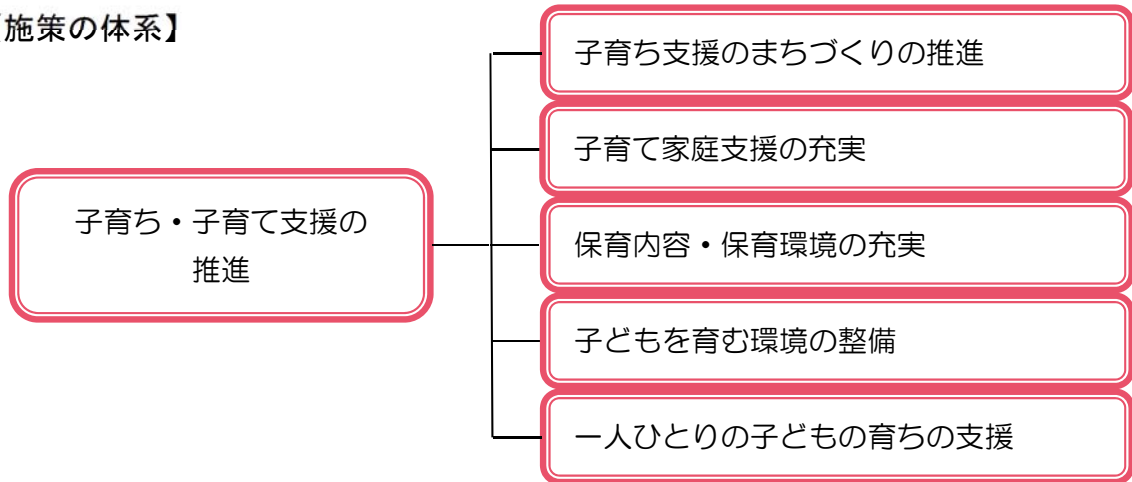 施策の体系】
子育ち支援のまちづくりの推進
子育て家庭支援の充実
子育ち・子育て支援の
推進
保育内容・保育環境の充実
子どもを育む環境の整備
一人ひとりの子どもの育ちの支援